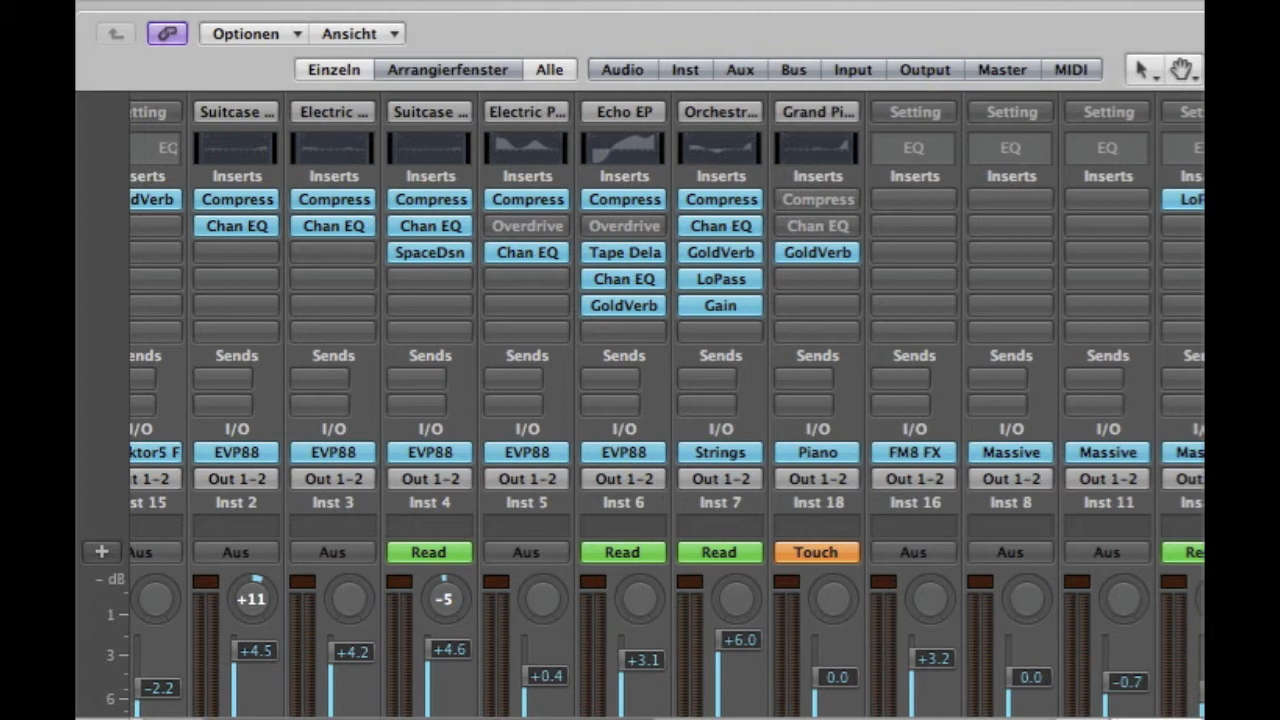 Optionen Ansicht
Einzeln Arrangierfenster Alle Audio Inst Aux Bus Input Output Master MIDI
Suitcase ... Electric ... Suitcase ... Electric P... Echo EP Orchestr... Grand Pi... Setting Setting Setting
EQ EQ EQ EQ
Inserts Inserts Inserts Inserts Inserts Inserts Inserts Inserts Inserts Inserts
dVerb Compress Compress Compress Compress Compress Compress Compress
Chan EQ Chan EQ Chan EQ Overdrive Overdrive Chan EQ Chan EQ
SpaceDsn Chan EQ Tape Dela GoldVerb GoldVerb
Chan EQ LoPass
GoldVerb Gain
Sends Sends Sends Sends Sends Sends Sends Sends Sends Sends
I/O I/O I/O I/O I/O I/O I/O I/O I/O I/O I/O
ktor5 F EVP88 EVP88 EVP88 EVP88 EVP88 Strings Piano FM8 FX Massive Massive Mas
t 1-2 Out 1-2 Out 1-2 Out 1-2 Out 1-2 Out 1-2 Out 1-2 Out 1-2 Out 1-2 Out 1-2 Out 1-2 Out
st 15 Inst 2 Inst 3 Inst 4 Inst 5 Inst 6 Inst 7 Inst 18 Inst 16 Inst 8 Inst 11
+ Aus Aus Aus Read Aus Read Read Touch Aus Aus Aus Re
- dB
+11 -5
1
3 -2.2 +4.5 +4.2 +4.6 +0.4 +3.1 +6.0 0.0 +3.2 0.0 -0.7
6